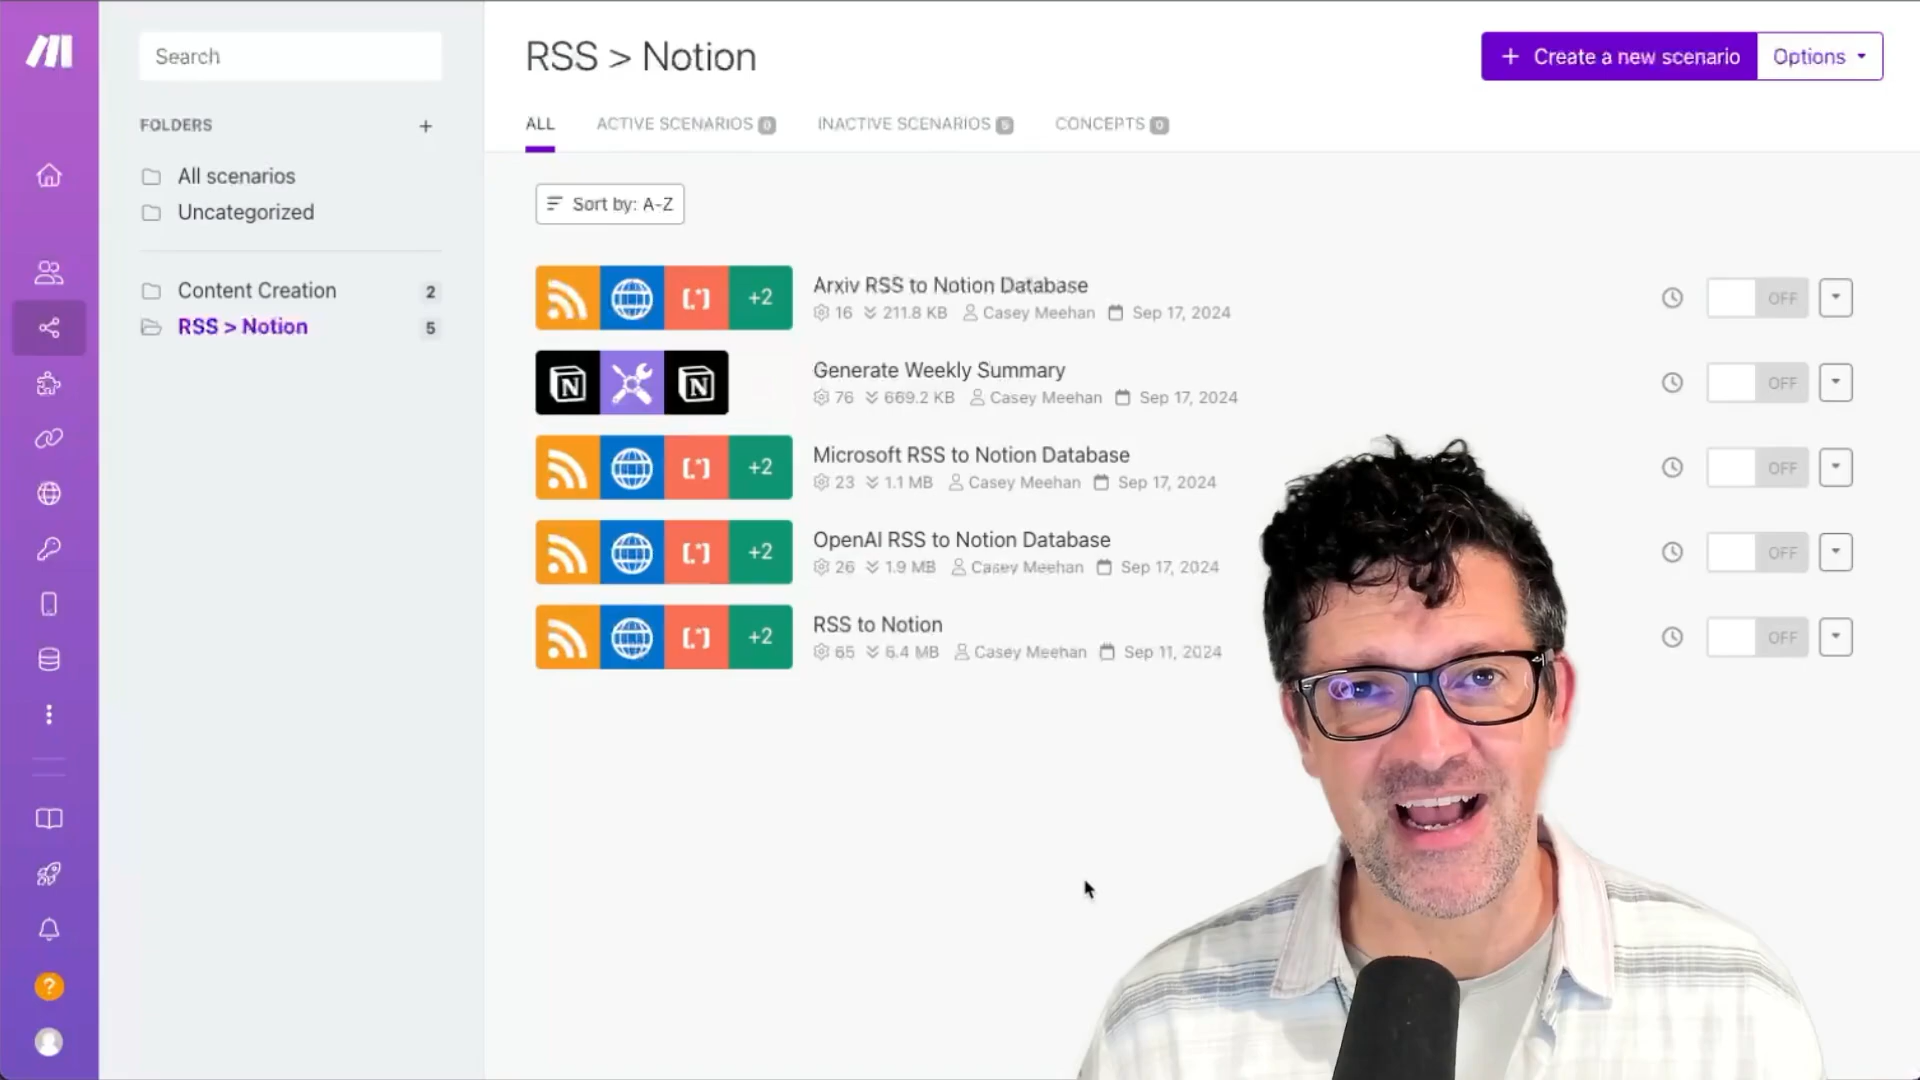 Search
FOLDERS
All scenarios
Uncategorized
Content Creation 2
RSS > Notion 5
RSS > Notion
+ Create a new scenario
Options
ALL
ACTIVE SCENARIOS 0
INACTIVE SCENARIOS 5
CONCEPTS 0
Sort by: A-Z
+2
Arxiv RSS to Notion Database
16 211.8 KB Casey Meehan Sep 17, 2024
OFF
Generate Weekly Summary
76 669.2 KB Casey Meehan Sep 17, 2024
OFF
+2
Microsoft RSS to Notion Database
23 1.1 MB Casey Meehan Sep 17, 2024
OFF
+2
OpenAI RSS to Notion Database
26 1.9 MB Casey Meehan Sep 17, 2024
OFF
+2
RSS to Notion
65 6.4 MB Casey Meehan Sep 11, 2024
OFF